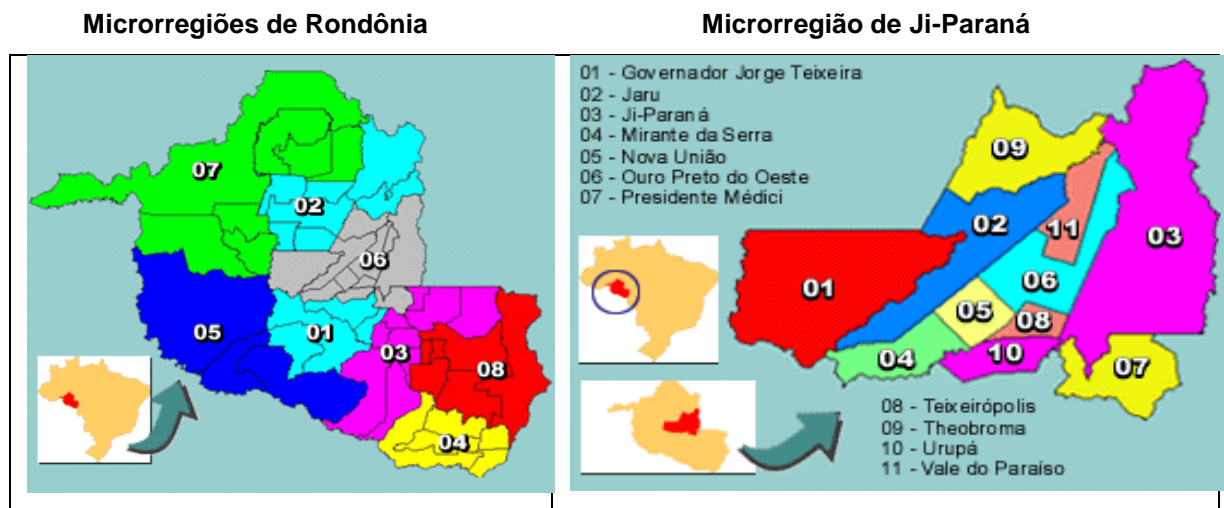 Microrregiões de Rondônia
Microrregião de Ji-Paraná
07
02
06
05
01
03
08
04
01 - Governador Jorge Teixeira
02 - Jaru
03 - Ji-Paraná
04 - Mirante da Serra
05 - Nova União
06 - Ouro Preto do Oeste
07 - Presidente Médici
09
02
11
03
01
06
05
08
04
10
07
08 - Teixeirópolis
09 - Theobroma
10 - Urupá
11 - Vale do Paraíso